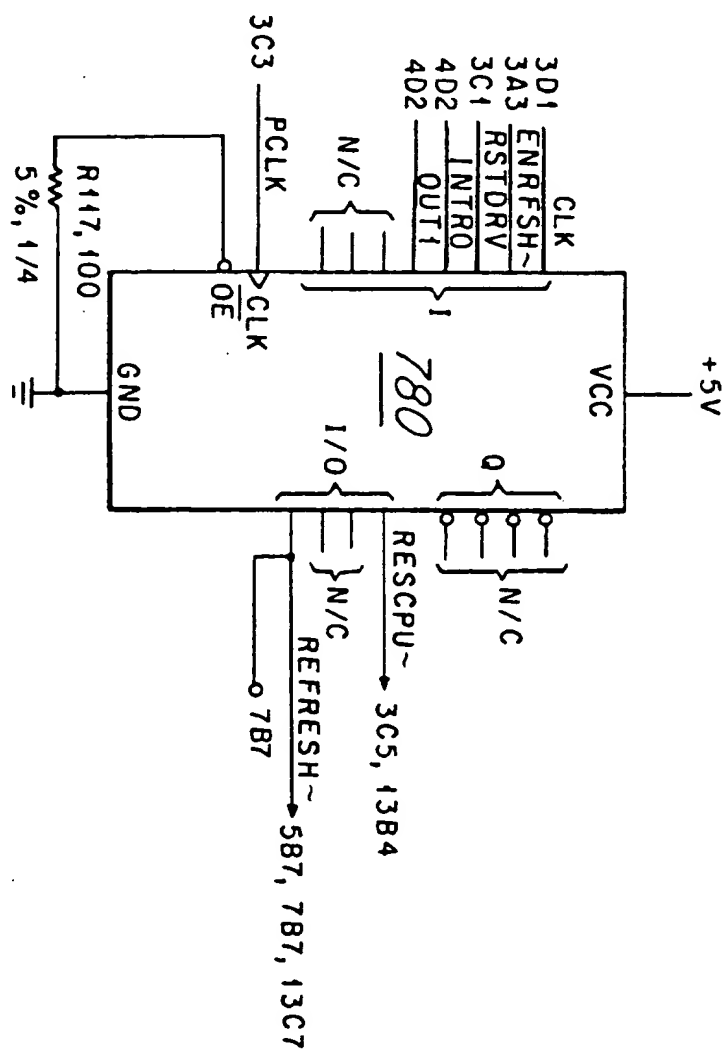 +5V
3D1 CLK
3A3 ENRFSH~
3C1 RSTDRV
4D2 INTRO
4D2 OUT1
N/C
3C3 PCLK
R117, 100
5%, 1/4
VCC
I
CLK
OE
GND
780
Q
I/O
N/C
RESCPU~ 3C5, 13B4
N/C
REFRESH~ 5B7, 7B7, 13C7
7B7